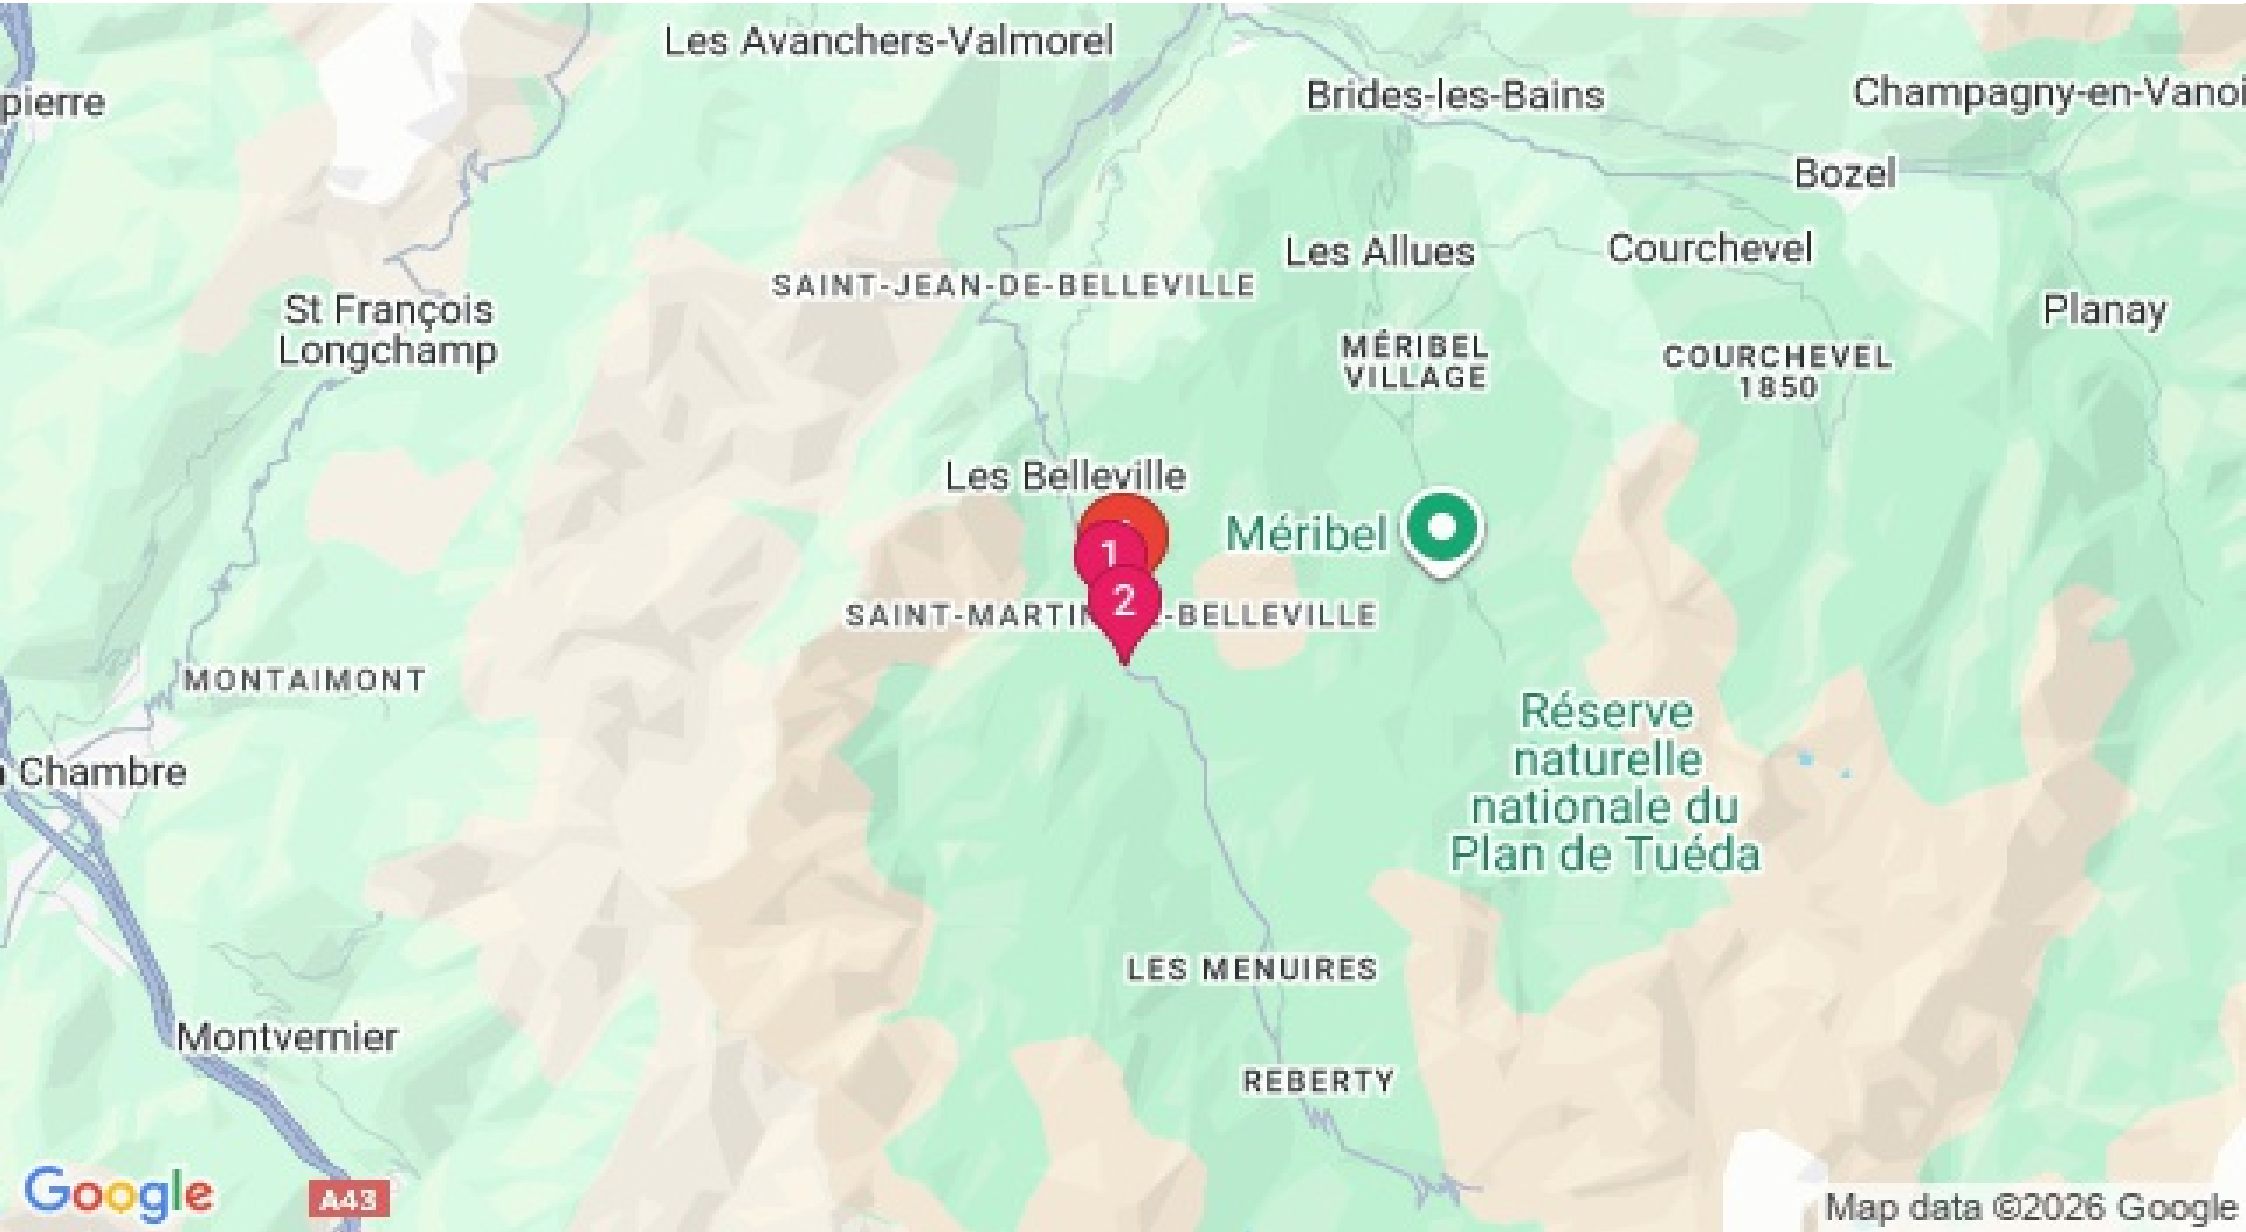 Les Avanchers-Valmorel
Brides-les-Bains
Champagny-en-Vanoi
pierre
Bozel
Les Allues
Courchevel
SAINT-JEAN-DE-BELLEVILLE
St François
Longchamp
Planay
MÉRIBEL
VILLAGE
COURCHEVEL
1850
Les Belleville
Méribel
1
2
SAINT-MARTIN
-BELLEVILLE
MONTAIMONT
Réserve
naturelle
nationale du
Plan de Tuéda
Chambre
LES MENUIRES
Montvernier
REBERTY
Google
A43
Map data ©2026 Google